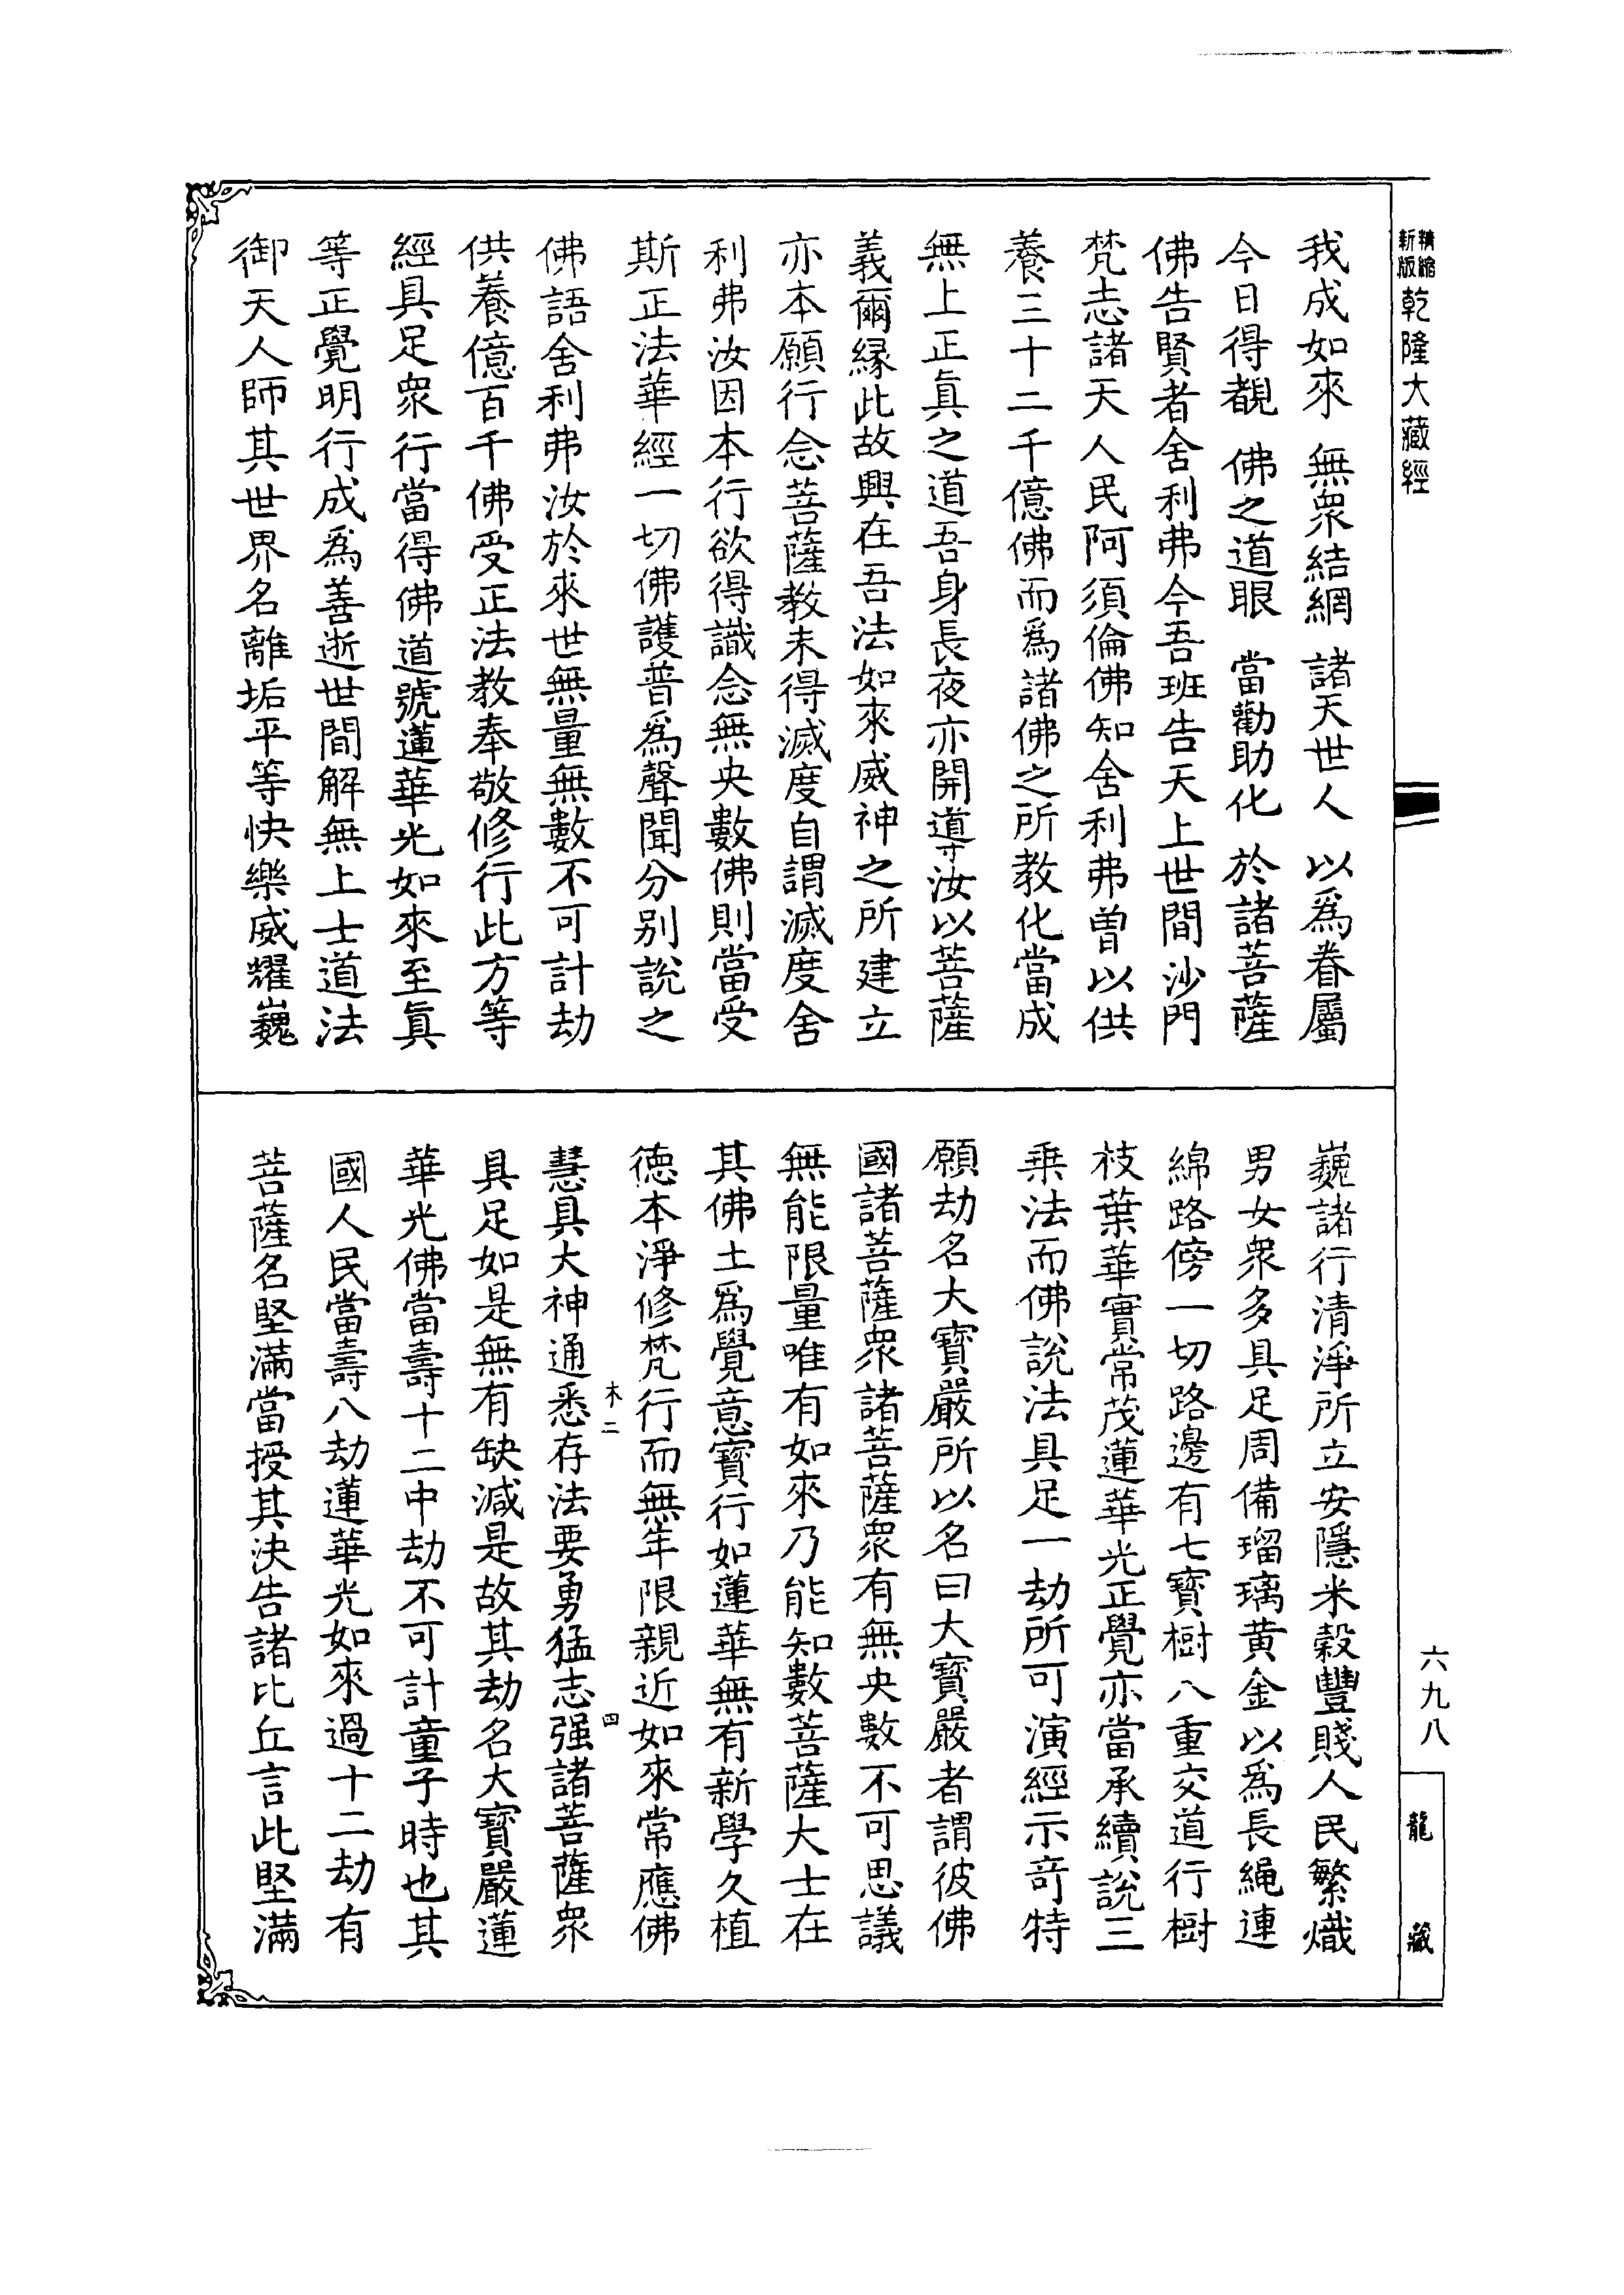 精縮新版乾隆大藏經
我成如來　無衆結網　諸天世人　以爲眷屬
今日得覩　佛之道眼　當勸助化　於諸菩薩
佛告賢者舍利弗今吾班告天上世間沙門
梵志諸天人民阿須倫佛知舍利弗曽以供
養三十二千億佛而爲諸佛之所教化當成
無上正眞之道吾身長夜亦開導汝以菩薩
義爾緣此故興在吾法如來威神之所建立
亦本願行念菩薩教未得滅度自謂滅度舍
利弗汝因本行欲得識念無央數佛則當受
斯正法華經一切佛護普爲聲聞分别說之
佛語舍利弗汝於來世無量無數不可計劫
供養億百千佛受正法教奉敬修行此方等
經具足衆行當得佛道號蓮華光如來至眞
等正覺明行成爲善逝世間解無上士道法
御天人師其世界名離垢平等快樂威耀巍
巍諸行清淨所立安隱米穀豐賤人民繁熾
男女衆多具足周備瑠璃黄金以爲長繩連
綿路傍一切路邊有七寶樹八重交道行樹
枝葉華實常茂蓮華光正覺亦當承續說三
乗法而佛說法具足一劫所可演經示竒特
願劫名大寶嚴所以名曰大寶嚴者謂彼佛
國諸菩薩衆諸菩薩衆有無央數不可思議
無能限量唯有如來乃能知數菩薩大士在
其佛土爲覺意寶行如蓮華無有新學久植
德本淨修梵行而無年限親近如來常應佛
木二　四
慧具大神通悉存法要勇猛志强諸菩薩衆
具足如是無有缺減是故其劫名大寶嚴蓮
華光佛當壽十二中劫不可計童子時也其
國人民當壽八劫蓮華光如來過十二劫有
菩薩名堅滿當授其決告諸比丘言此堅滿
六九八
龍藏